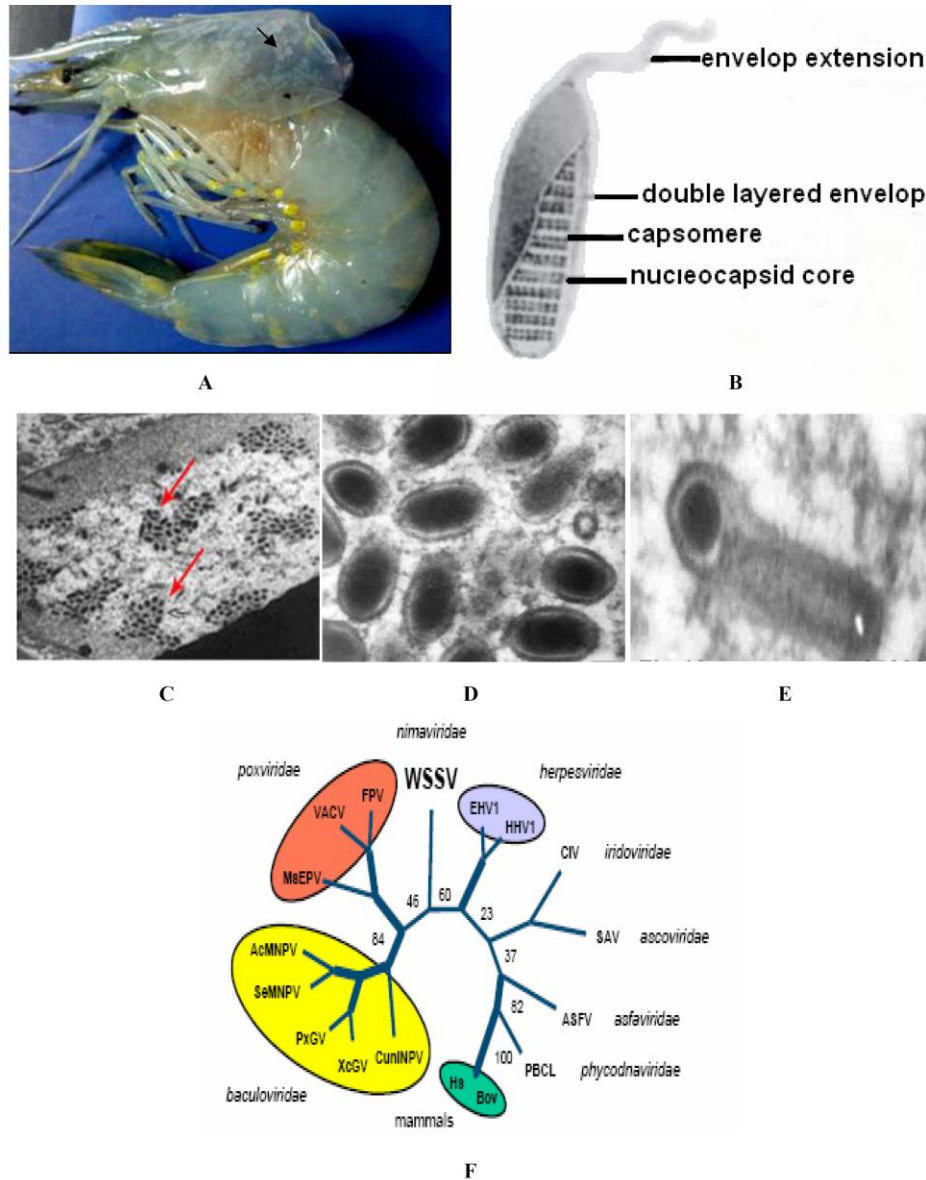 envelop extension
double layered envelop
capsomere
nucleocapsid core
A
B
C
D
E
nimaviridae
poxviridae
WSSV
herpesviridae
VACV
FPV
EHV1
HHV1
MsEPV
CIV
iridoviridae
46
60
23
84
37
SAV
ascoviridae
AcMNPV
SeMNPV
PxGV
XcGV
CuniNPV
82
ASFV
asfaviridae
100
PBCL
phycodnaviridae
Hs
Bov
baculoviridae
mammals
F